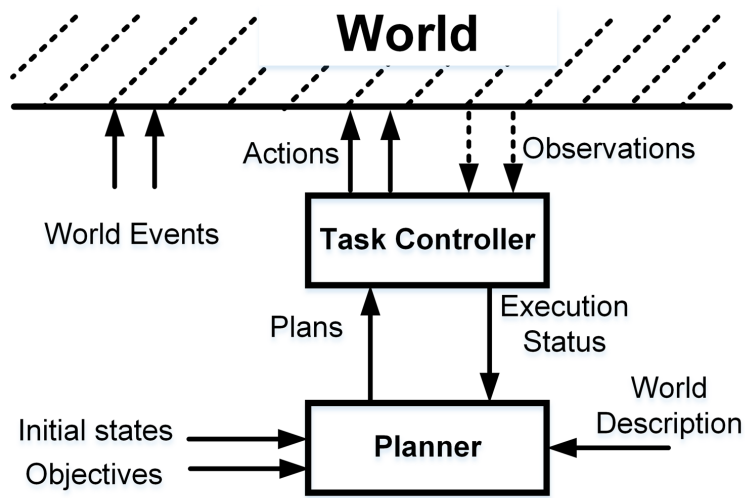 World
Actions
Observations
World Events
Task Controller
Plans
Execution
Status
World
Description
Initial states
Objectives
Planner